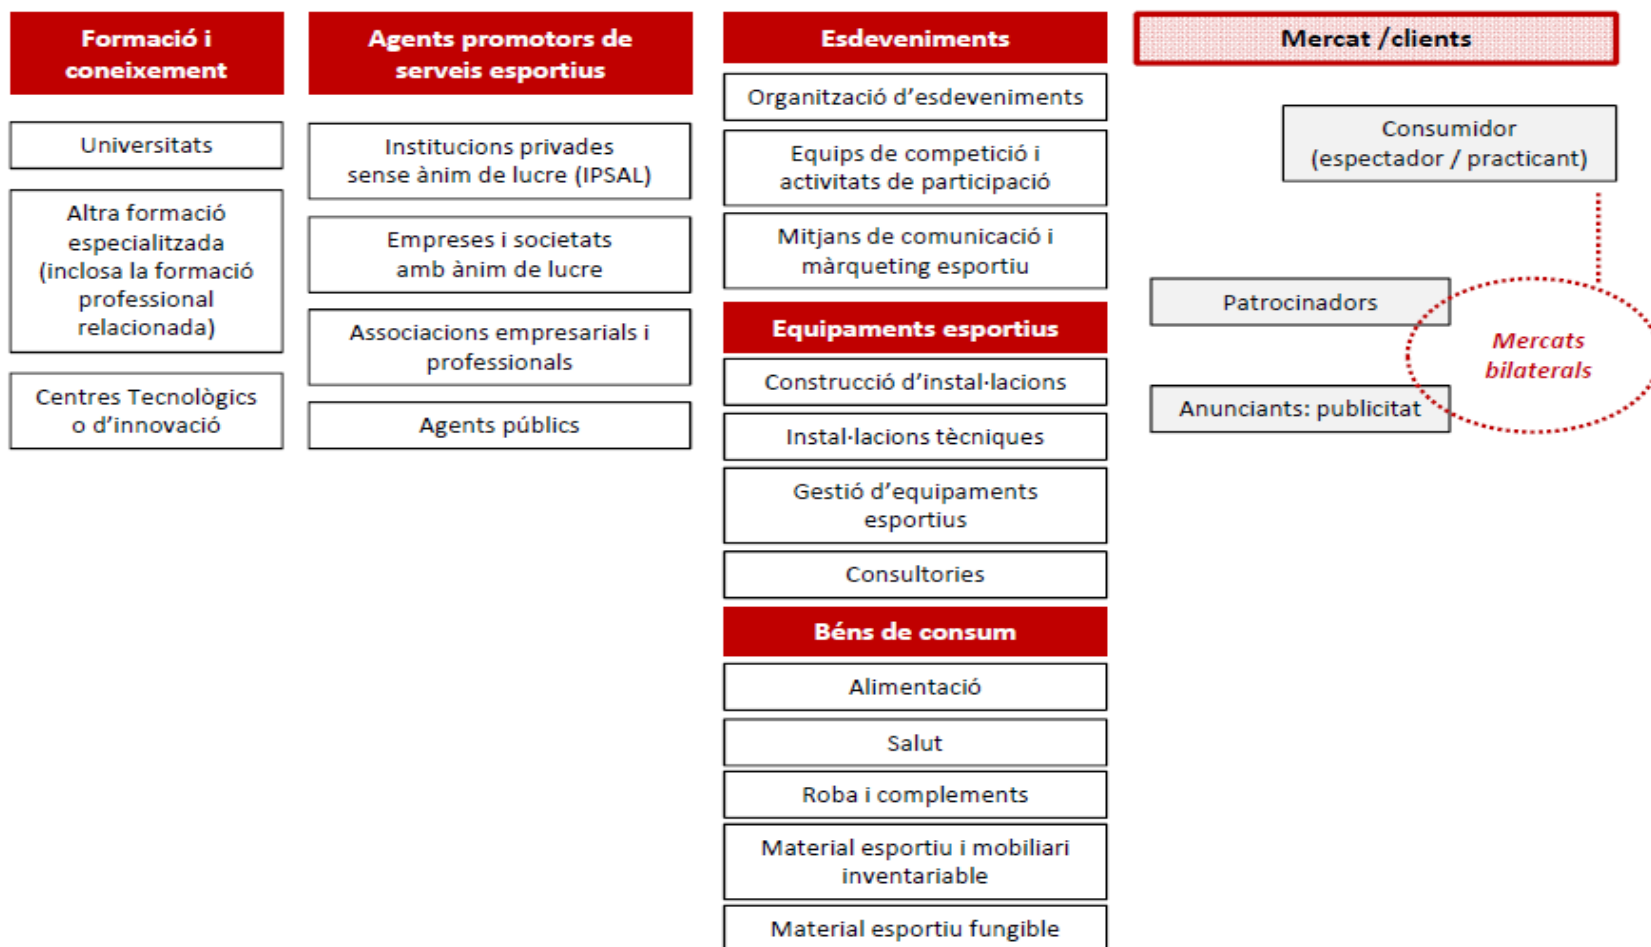 Formació i
coneixement
Universitats
Altra formació
especialitzada
(inclosa la formació
professional
relacionada)
Centres Tecnològics
o d’innovació
Agents promotors de
serveis esportius
Institucions privades
sense ànim de lucre (IPSAL)
Empreses i societats
amb ànim de lucre
Associacions empresarials i
professionals
Agents públics
Esdeveniments
Organització d’esdeveniments
Equips de competició i
activitats de participació
Mitjans de comunicació i
màrqueting esportiu
Equipaments esportius
Construcció d’instal·lacions
Instal·lacions tècniques
Gestió d’equipaments
esportius
Consultories
Béns de consum
Alimentació
Salut
Roba i complements
Material esportiu i mobiliari
inventariable
Material esportiu fungible
Mercat /clients
Consumidor
(espectador / practicant)
Patrocinadors
Anunciants: publicitat
Mercats
bilaterals